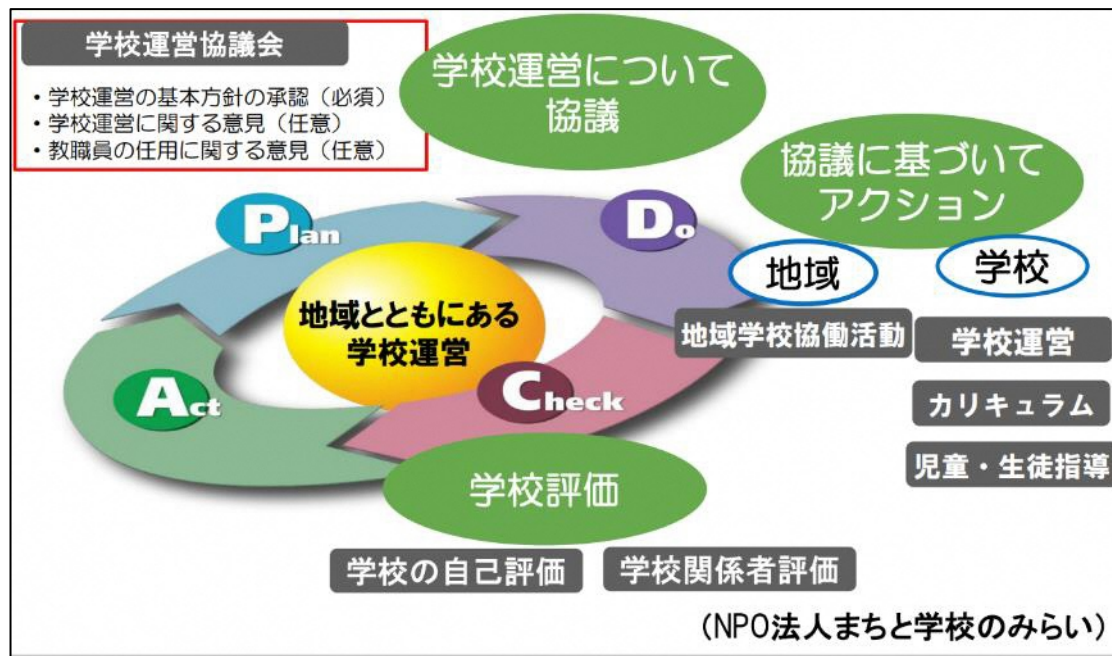 学校運営協議会
・学校運営の基本方針の承認（必須）
・学校運営に関する意見（任意）
・教職員の任用に関する意見（任意）
学校運営について
協議
協議に基づいて
アクション
Plan
Do
地域
学校
地域とともにある
学校運営
地域学校協働活動
学校運営
Act
Check
カリキュラム
児童・生徒指導
学校評価
学校の自己評価
学校関係者評価
（NPO法人まちと学校のみらい）